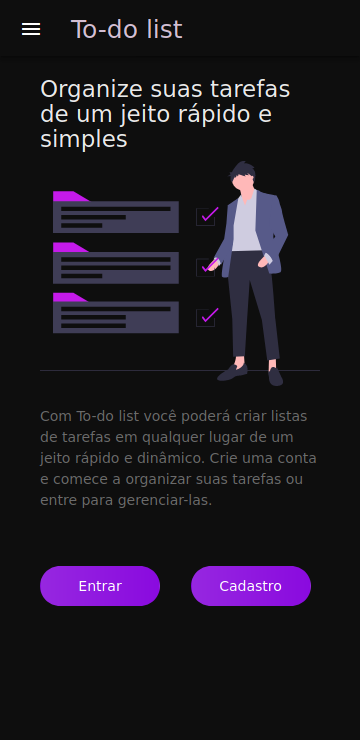 To-do list
Organize suas tarefas
de um jeito rápido e
simples
Com To-do list você poderá criar listas
de tarefas em qualquer lugar de um
jeito rápido e dinâmico. Crie uma conta
e comece a organizar suas tarefas ou
entre para gerenciar-las.
Entrar
Cadastro